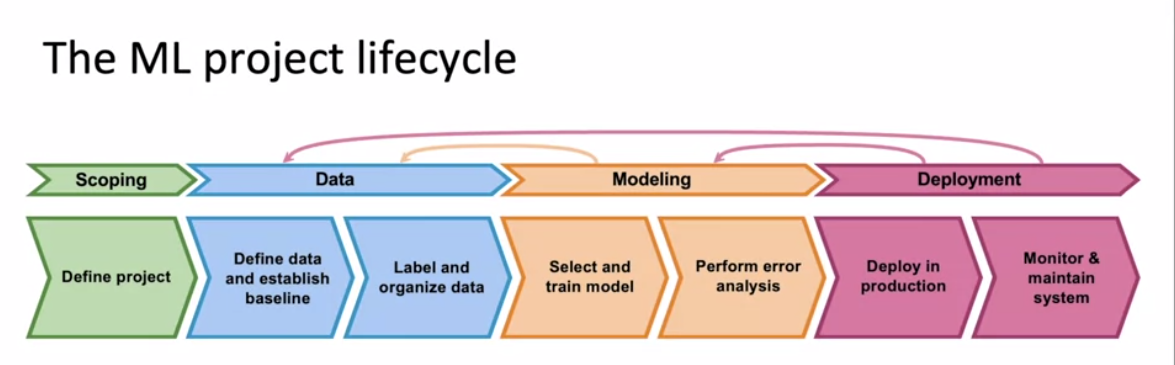 The ML project lifecycle
Scoping
Data
Modeling
Deployment
Define project
Define data
and establish
baseline
Label and
organize data
Select and
train model
Perform error
analysis
Deploy in
production
Monitor &
maintain
system